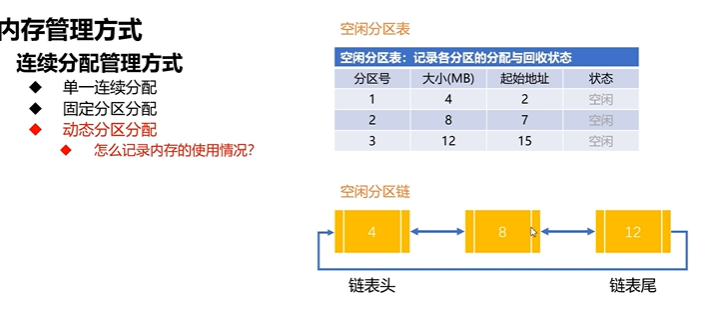 内存管理方式
连续分配管理方式
单一连续分配
固定分区分配
动态分区分配
怎么记录内存的使用情况？
空闲分区表
空闲分区表：记录各分区的分配与回收状态
分区号 大小(MB) 起始地址 状态
1 4 2 空闲
2 8 7 空闲
3 12 15 空闲
空闲分区链
4 8 12
链表头 链表尾